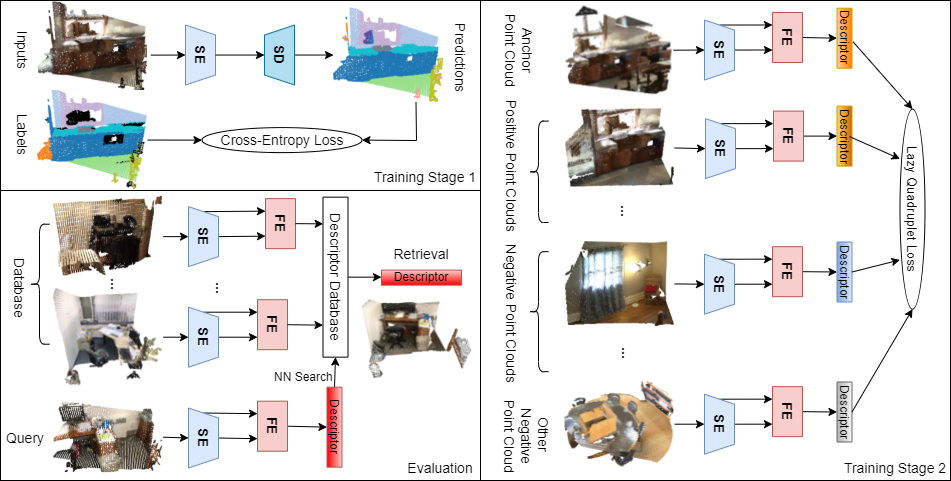 Inputs
SE
SD
Predictions
Labels
Cross-Entropy Loss
Training Stage 1
Database
SE
FE
...
...
SE
FE
Descriptor Database
Retrieval
Descriptor
NN Search
Query
SE
FE
Descriptor
Evaluation
Anchor
Point Cloud
SE
FE
Descriptor
Positive Point Clouds
SE
FE
Descriptor
...
Lazy Quadruplet Loss
Negative Point Clouds
SE
FE
Descriptor
...
Other
Negative
Point Cloud
SE
FE
Descriptor
Training Stage 2